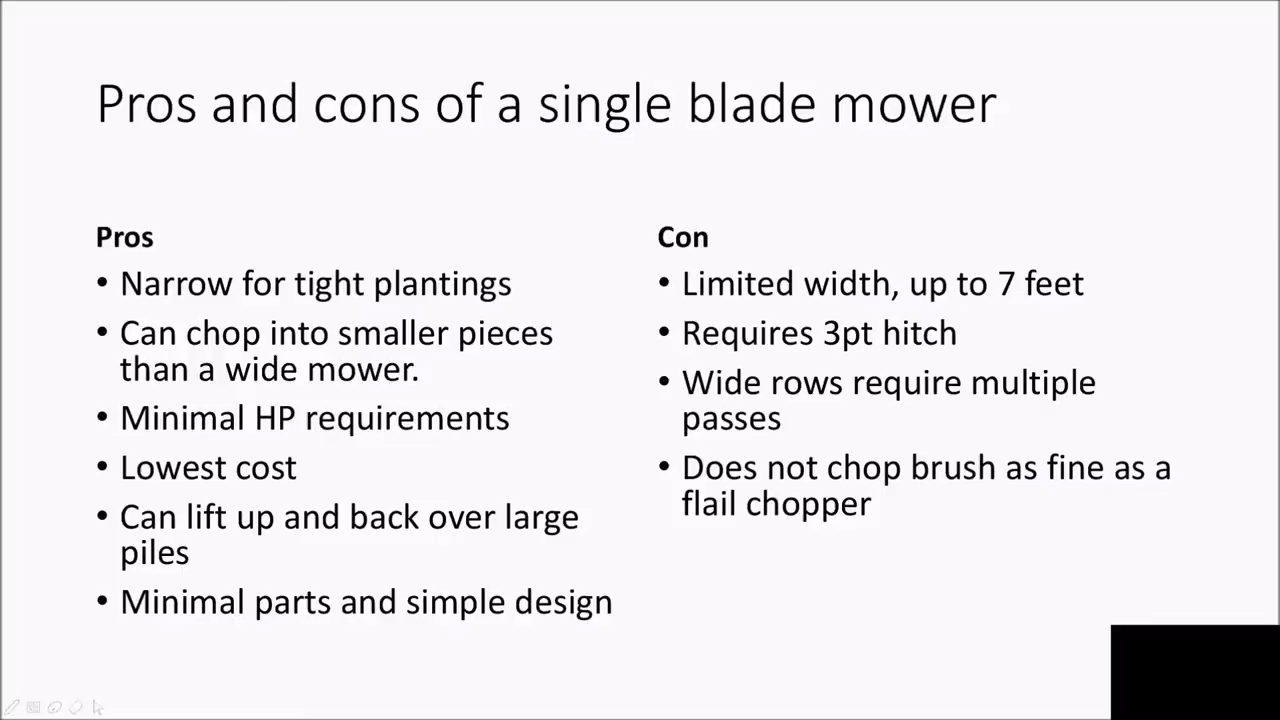 Pros and cons of a single blade mower
Pros
• Narrow for tight plantings
• Can chop into smaller pieces
than a wide mower.
• Minimal HP requirements
• Lowest cost
• Can lift up and back over large
piles
• Minimal parts and simple design
Con
• Limited width, up to 7 feet
• Requires 3pt hitch
• Wide rows require multiple
passes
• Does not chop brush as fine as a
flail chopper